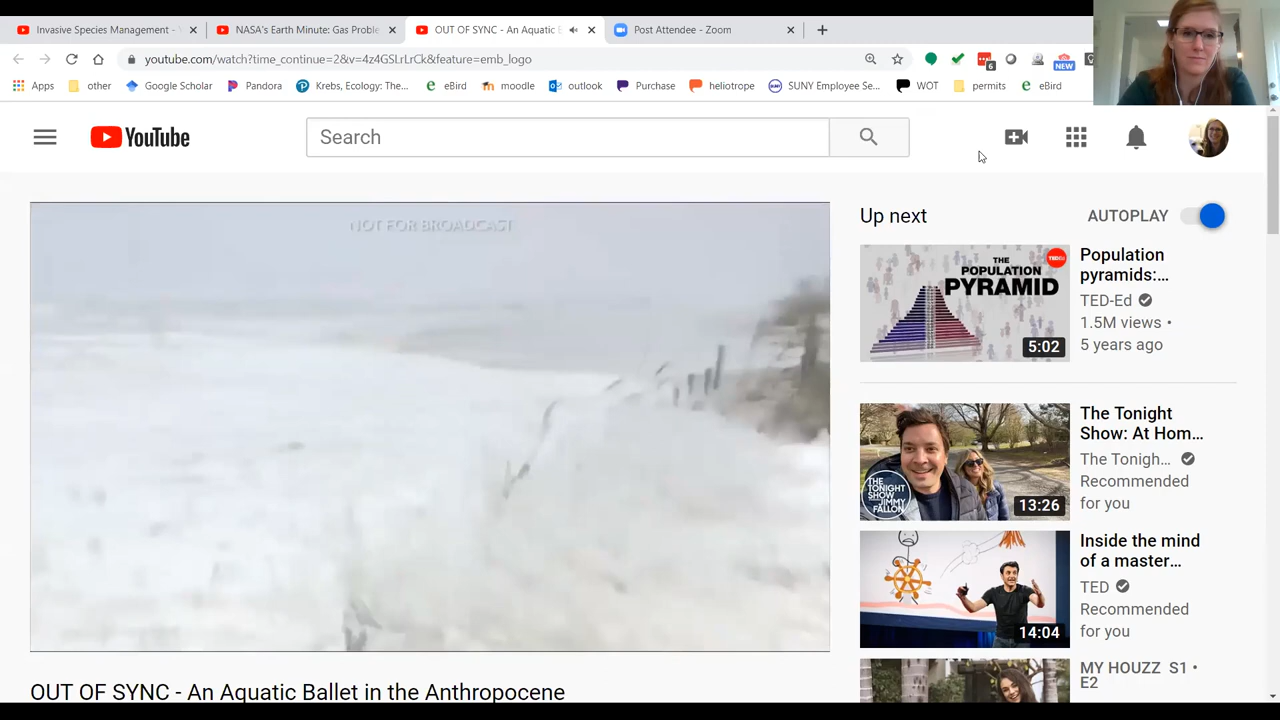 Invasive Species Management -
NASA's Earth Minute: Gas Proble
OUT OF SYNC - An Aquatic
Post Attendee - Zoom
youtube.com/watch?time_continue=2&v=4z4GSLrLrCk&feature=emb_logo
6
NEW
Apps
other
Google Scholar
Pandora
Krebs, Ecology: The...
eBird
moodle
outlook
Purchase
heliotrope
SUNY Employee Se...
WOT
permits
eBird
YouTube
Search
NOT FOR BROADCAST
Up next
AUTOPLAY
THE
POPULATION
PYRAMID
TEDEd
5:02
Population
pyramids:...
TED-Ed
1.5M views •
5 years ago
THE
TONIGHT
SHOW
JIMMY
FALLON
13:26
The Tonight
Show: At Hom...
The Tonigh...
Recommended
for you
14:04
Inside the mind
of a master...
TED
Recommended
for you
MY HOUZZ S1 •
E2
OUT OF SYNC - An Aquatic Ballet in the Anthropocene